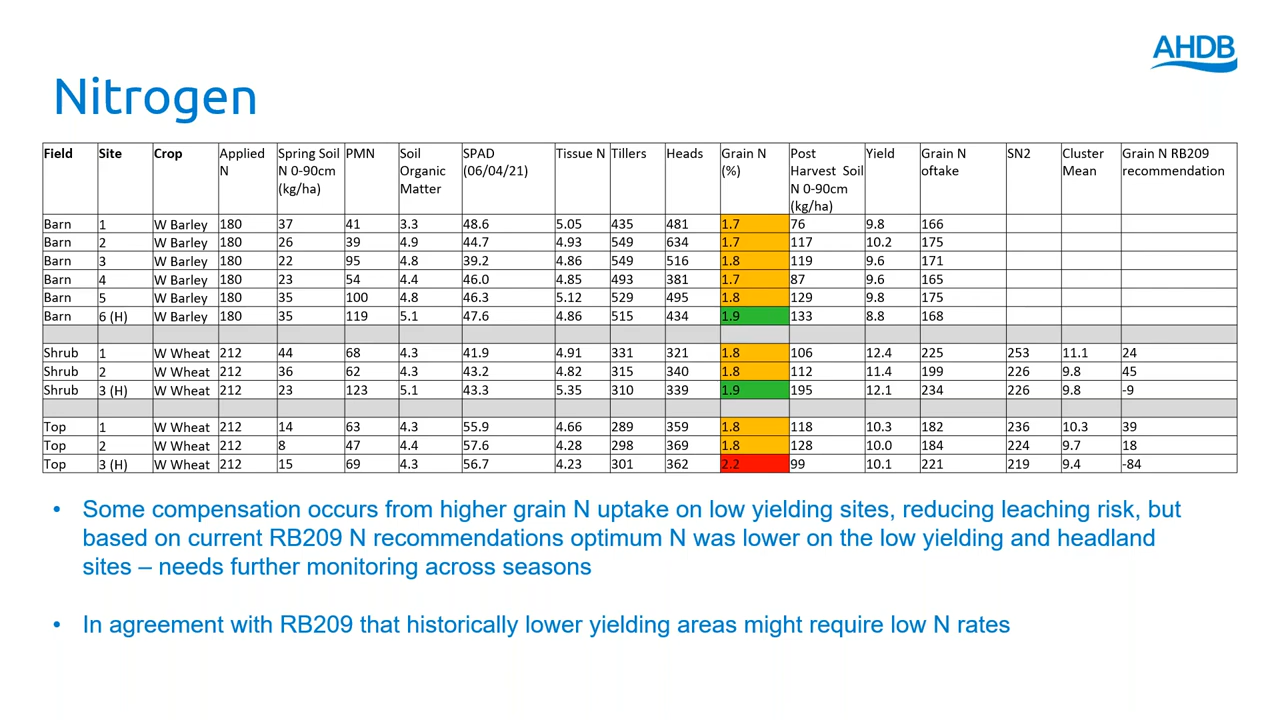 AHDB
Nitrogen
Field Site Crop Applied N Spring Soil N 0-90cm (kg/ha) PMN Soil Organic Matter SPAD (06/04/21) Tissue N Tillers Heads Grain N (%) Post Harvest Soil N 0-90cm (kg/ha) Yield Grain N oftake SN2 Cluster Mean Grain N RB209 recommendation
Barn 1 W Barley 180 37 41 3.3 48.6 5.05 435 481 1.7 76 9.8 166
Barn 2 W Barley 180 26 39 4.9 44.7 4.93 549 634 1.7 117 10.2 175
Barn 3 W Barley 180 22 95 4.8 39.2 4.86 549 516 1.8 119 9.6 171
Barn 4 W Barley 180 23 54 4.4 46.0 4.85 493 381 1.7 87 9.6 165
Barn 5 W Barley 180 35 100 4.8 46.3 5.12 529 495 1.8 129 9.8 175
Barn 6 (H) W Barley 180 35 119 5.1 47.6 4.86 515 434 1.9 133 8.8 168
Shrub 1 W Wheat 212 44 68 4.3 41.9 4.91 331 321 1.8 106 12.4 225 253 11.1 24
Shrub 2 W Wheat 212 36 62 4.3 43.2 4.82 315 340 1.8 112 11.4 199 226 9.8 45
Shrub 3 (H) W Wheat 212 23 123 5.1 43.3 5.35 310 339 1.9 195 12.1 234 226 9.8 -9
Top 1 W Wheat 212 14 63 4.3 55.9 4.66 289 359 1.8 118 10.3 182 236 10.3 39
Top 2 W Wheat 212 8 47 4.4 57.6 4.28 298 369 1.8 128 10.0 184 224 9.7 18
Top 3 (H) W Wheat 212 15 69 4.3 56.7 4.23 301 362 2.2 99 10.1 221 219 9.4 -84
• Some compensation occurs from higher grain N uptake on low yielding sites, reducing leaching risk, but
based on current RB209 N recommendations optimum N was lower on the low yielding and headland
sites – needs further monitoring across seasons
• In agreement with RB209 that historically lower yielding areas might require low N rates